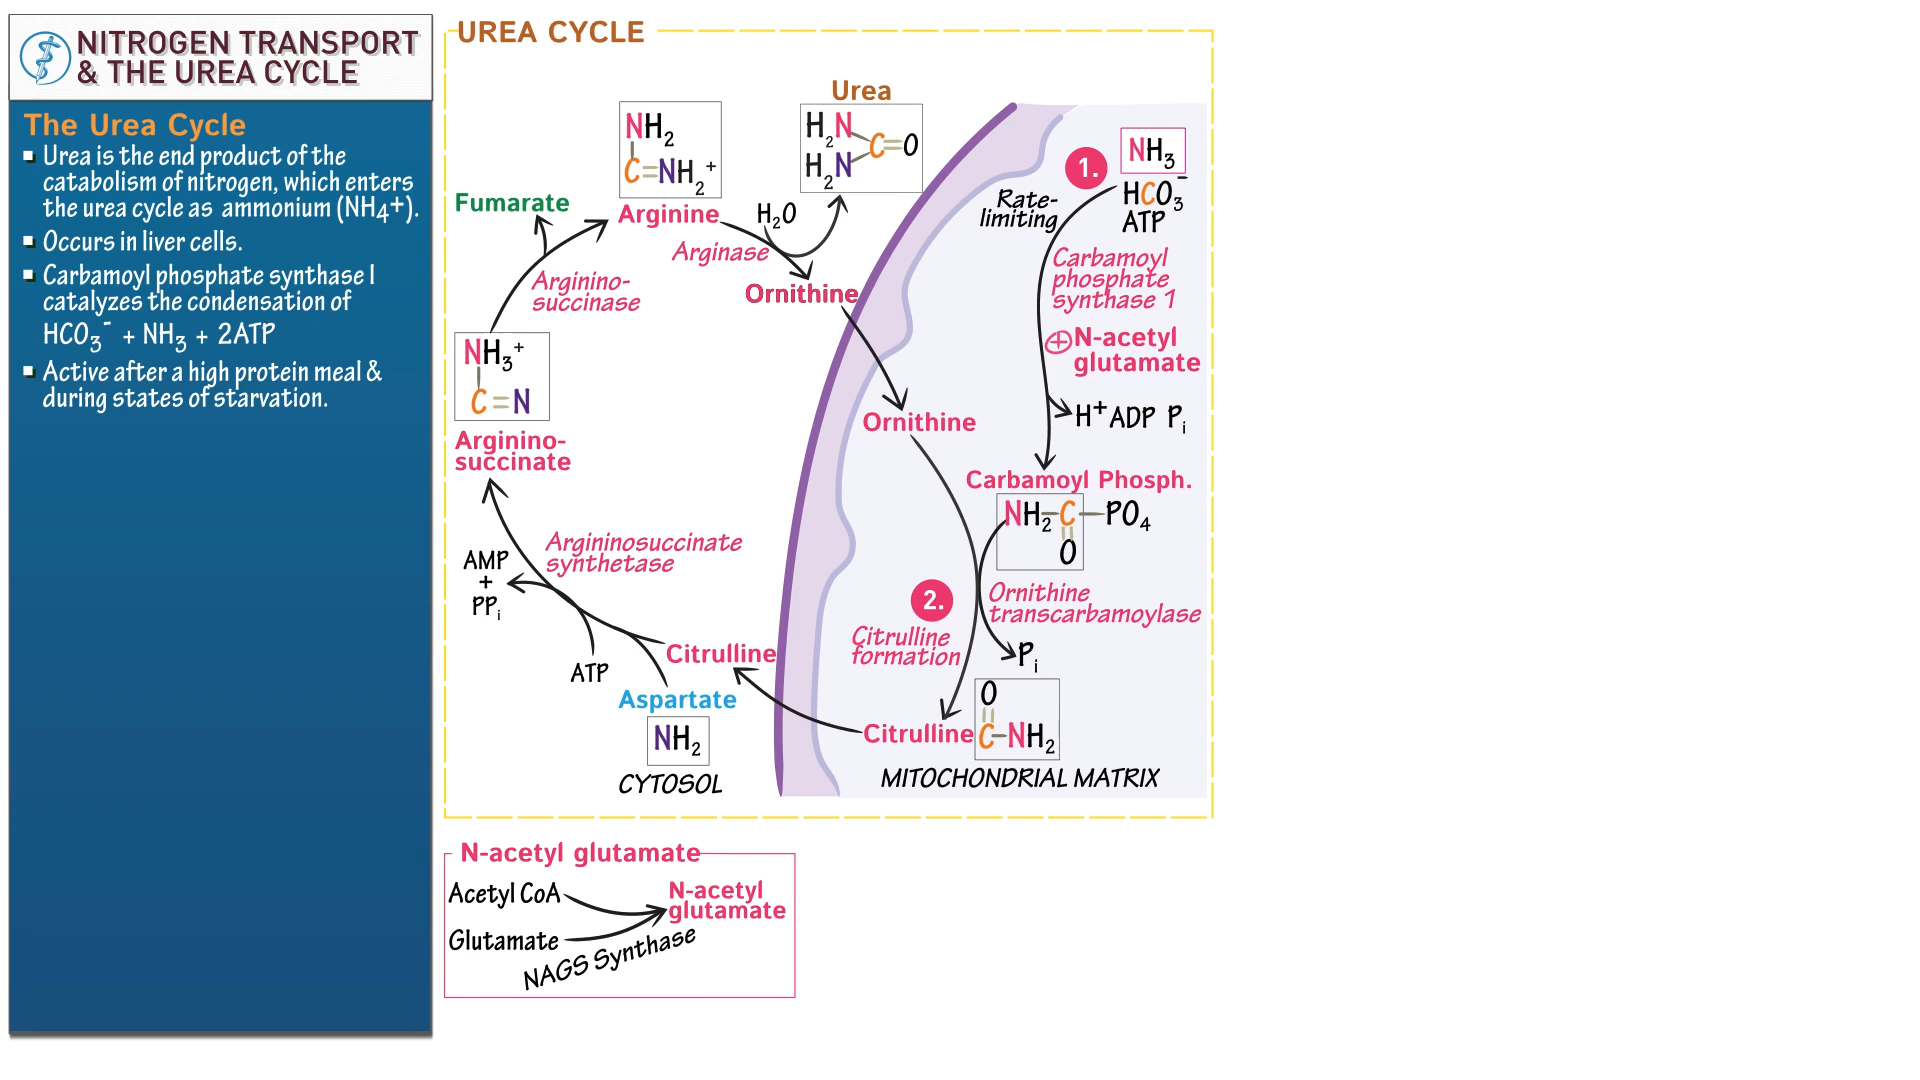 NITROGEN TRANSPORT
& THE UREA CYCLE
The Urea Cycle
Urea is the end product of the
catabolism of nitrogen, which enters
the urea cycle as ammonium (NH4+).
Occurs in liver cells.
Carbamoyl phosphate synthase I
catalyzes the condensation of
HCO₃⁻ + NH₃ + 2ATP
Active after a high protein meal &
during states of starvation.
UREA CYCLE
Urea
H₂N
C=O
H₂N
NH₂
C=NH₂⁺
Arginine
Fumarate
H₂O
Arginase
Arginino-
succinase
Ornithine
NH₃⁺
C=N
Arginino-
succinate
Argininosuccinate
synthetase
AMP
+
PPᵢ
ATP
Citrulline
Aspartate
NH₂
CYTOSOL
1.
NH₃
HCO₃⁻
ATP
Rate-
limiting
Carbamoyl
phosphate
synthase 1
+ N-acetyl
glutamate
H⁺ ADP Pᵢ
Ornithine
Carbamoyl Phosph.
NH₂-C-PO₄
O
2.
Citrulline
formation
Ornithine
transcarbamoylase
Pᵢ
O
Citrulline C-NH₂
MITOCHONDRIAL MATRIX
N-acetyl glutamate
Acetyl CoA
N-acetyl
glutamate
Glutamate
NAGS Synthase